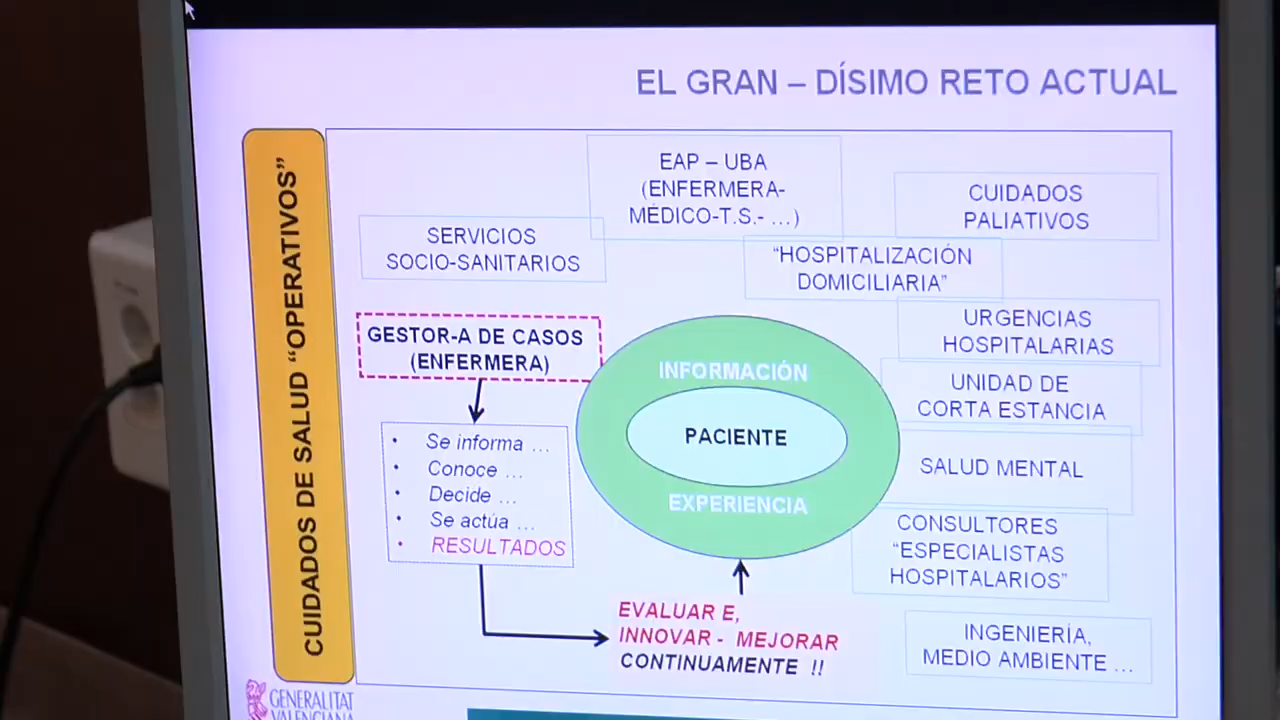 EL GRAN – DÍSIMO RETO ACTUAL
CUIDADOS DE SALUD “OPERATIVOS”
EAP – UBA
(ENFERMERA-
MÉDICO-T.S.- ...)
CUIDADOS
PALIATIVOS
SERVICIOS
SOCIO-SANITARIOS
“HOSPITALIZACIÓN
DOMICILIARIA”
URGENCIAS
HOSPITALARIAS
GESTOR-A DE CASOS
(ENFERMERA)
INFORMACIÓN
PACIENTE
EXPERIENCIA
UNIDAD DE
CORTA ESTANCIA
• Se informa ...
• Conoce ...
• Decide ...
• Se actúa ...
• RESULTADOS
SALUD MENTAL
CONSULTORES
“ESPECIALISTAS
HOSPITALARIOS”
EVALUAR E,
INNOVAR - MEJORAR
CONTINUAMENTE !!
INGENIERÍA,
MEDIO AMBIENTE ...
GENERALITAT
VALENCIANA